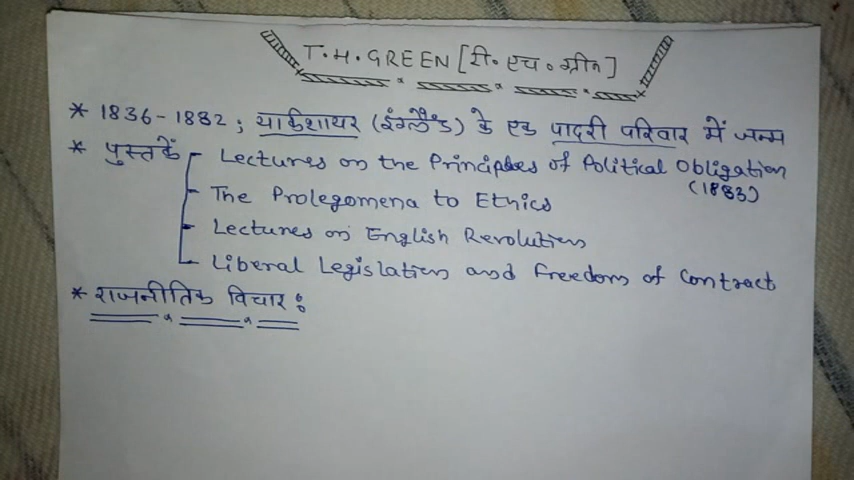 T.H.GREEN [टी. एच. ग्रीन]
* 1836-1882; यार्कशायर (इंग्लैंड) के एक पादरी परिवार में जन्म
* पुस्तकें Lectures on the Principles of Political Obligation (1883)
- The Prolegomena to Ethics
- Lectures on English Revolution
- Liberal Legislation and Freedom of Contract
* राजनीतिक विचार :